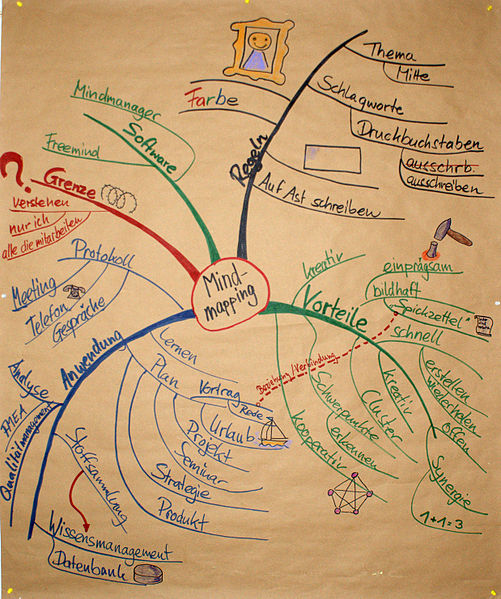 Mind-
mapping
Regeln
Thema
Mitte
Schlagworte
Druckbuchstaben
ausschrb.
ausschreiben
Auf Ast schreiben
Farbe
Software
Mindmanager
Freemind
Grenze
?
verstehen
nur ich
alle die mitarbeiten
Anwendung
Protokoll
Meeting
Telefon
Gespräche
Analyse
FMEA
Qualitätsmanagement
Stoffsammlung
Wissensmanagement
Datenbank
Lernen
Plan
Vortrag
Rede
Urlaub
Projekt
Seminar
Strategie
Produkt
Vorteile
kreativ
einprägsam
bildhaft
"Spickzettel"
schnell
erstellen
wiederholen
offen
Synergie
1+1=3
kreativ
Cluster
Schwerpunkte
erkennen
kooperativ
Beziehung/Verbindung